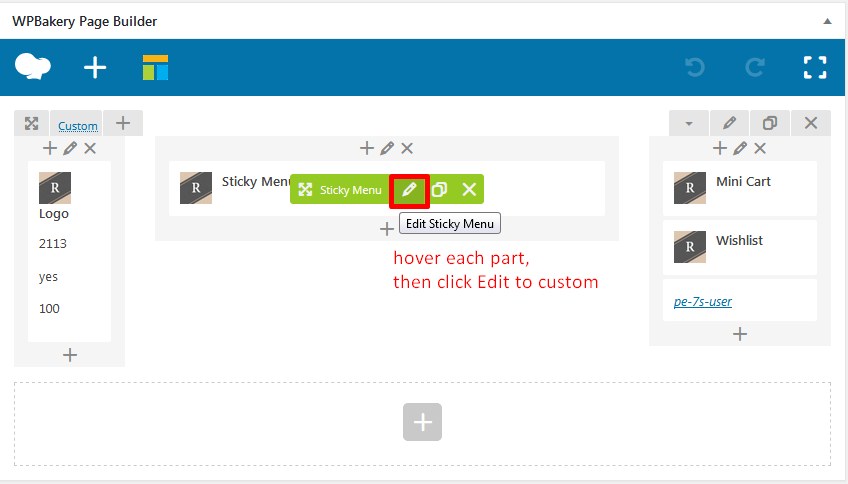 WPBakery Page Builder
Custom
R
Logo
2113
yes
100
R
Sticky Menu
Sticky Menu
Edit Sticky Menu
hover each part,
then click Edit to custom
R
Mini Cart
R
Wishlist
pe-7s-user